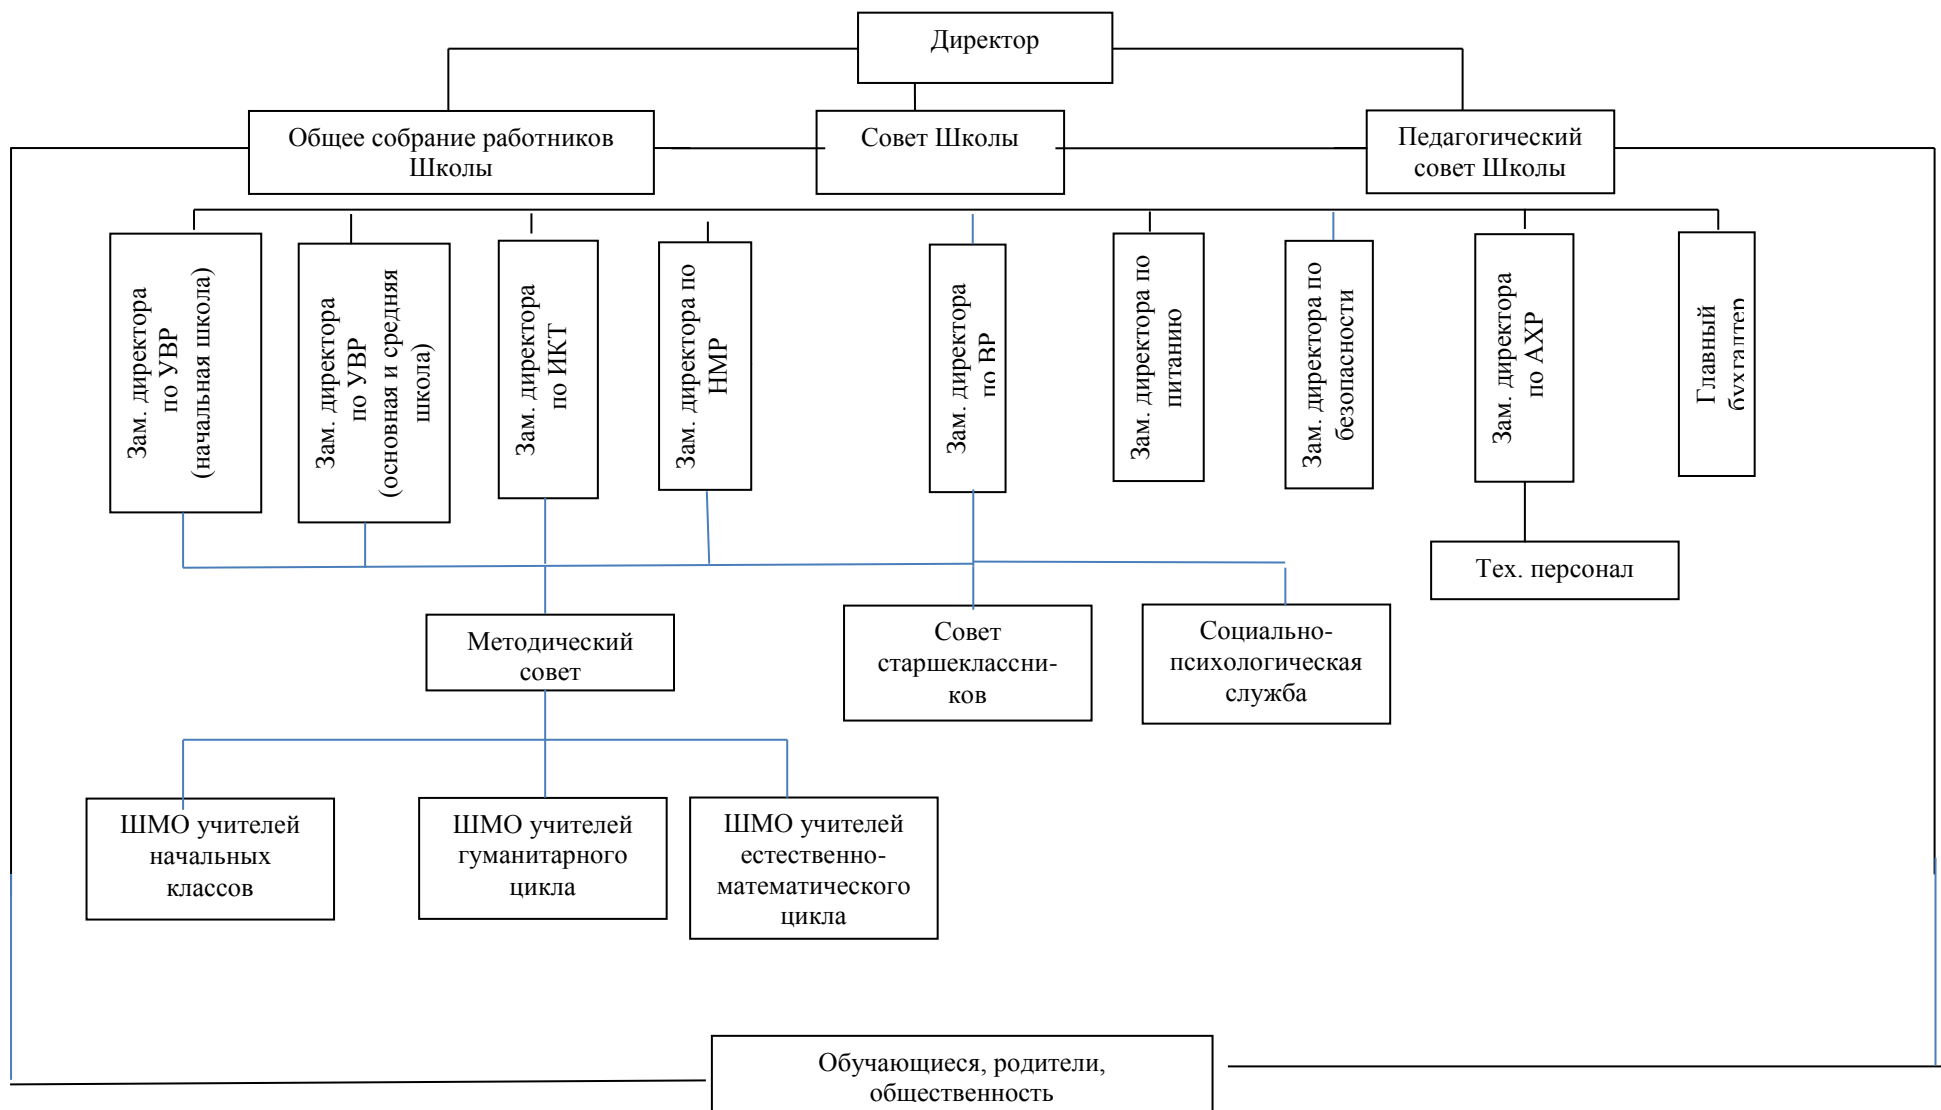 Директор
Общее собрание работников
Школы
Совет Школы
Педагогический
совет Школы
Зам. директора
по УВР
(начальная школа)
Зам. директора
по УВР
(основная и средняя
школа)
Зам. директора
по ИКТ
Зам. директора по
НМР
Зам. директора
по ВР
Зам. директора по
питанию
Зам. директора по
безопасности
Зам. директора
по АХР
Главный
бухгалтер
Тех. персонал
Методический
совет
Совет
старшеклассни-
ков
Социально-
психологическая
служба
ШМО учителей
начальных
классов
ШМО учителей
гуманитарного
цикла
ШМО учителей
естественно-
математического
цикла
Обучающиеся, родители,
общественность